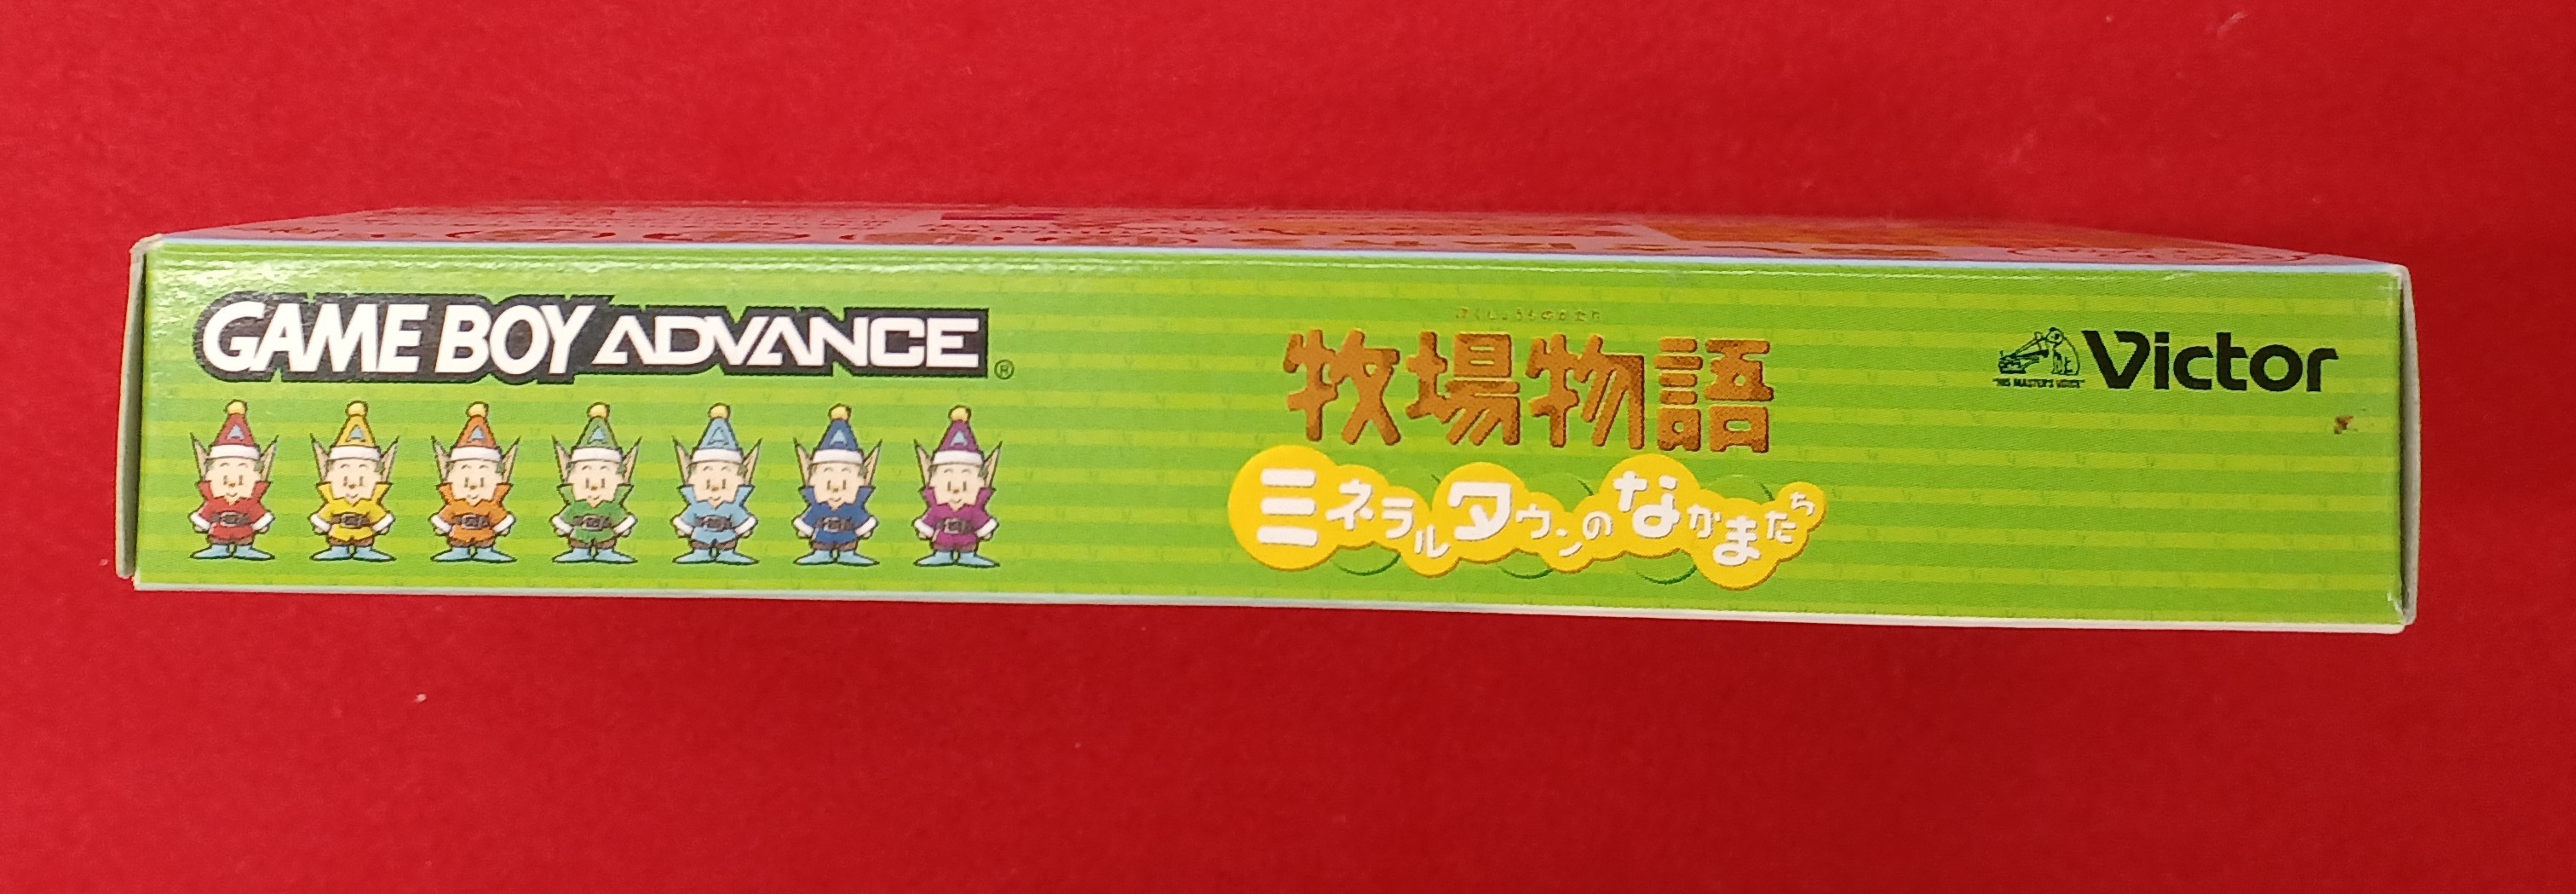 GAME BOY ADVANCE ®
ぼくじょうものがたり
牧場物語
ミネラルタウンのなかまたち
"HIS MASTER'S VOICE"
Victor